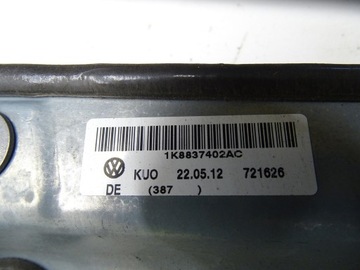 1K8837402AC
KUO 22.05.12 721626
DE (387 )